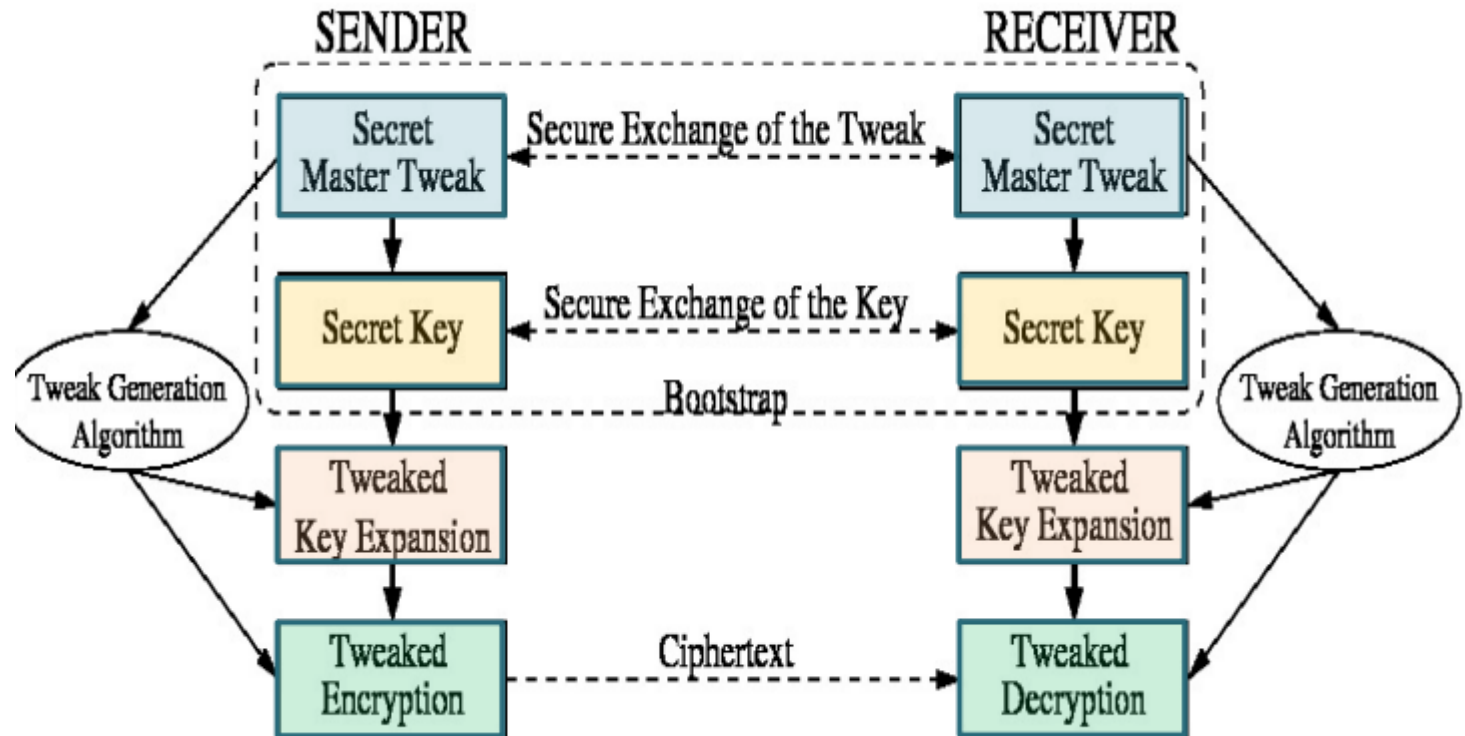 SENDER
RECEIVER
Secret
Master Tweak
Secure Exchange of the Tweak
Secret
Master Tweak
Secret Key
Secure Exchange of the Key
Secret Key
Bootstrap
Tweak Generation
Algorithm
Tweak Generation
Algorithm
Tweaked
Key Expansion
Tweaked
Key Expansion
Tweaked
Encryption
Ciphertext
Tweaked
Decryption